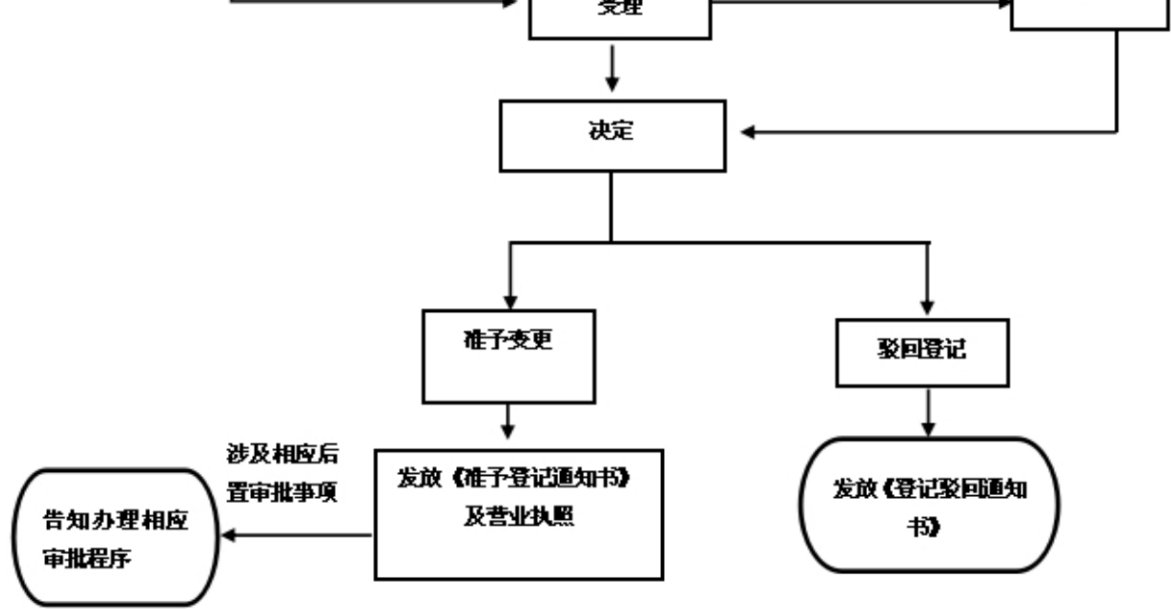 受理
决定
准予变更
驳回登记
涉及相应后
置审批事项
发放《准予登记通知书》
及营业执照
发放《登记驳回通知
书》
告知办理相应
审批程序